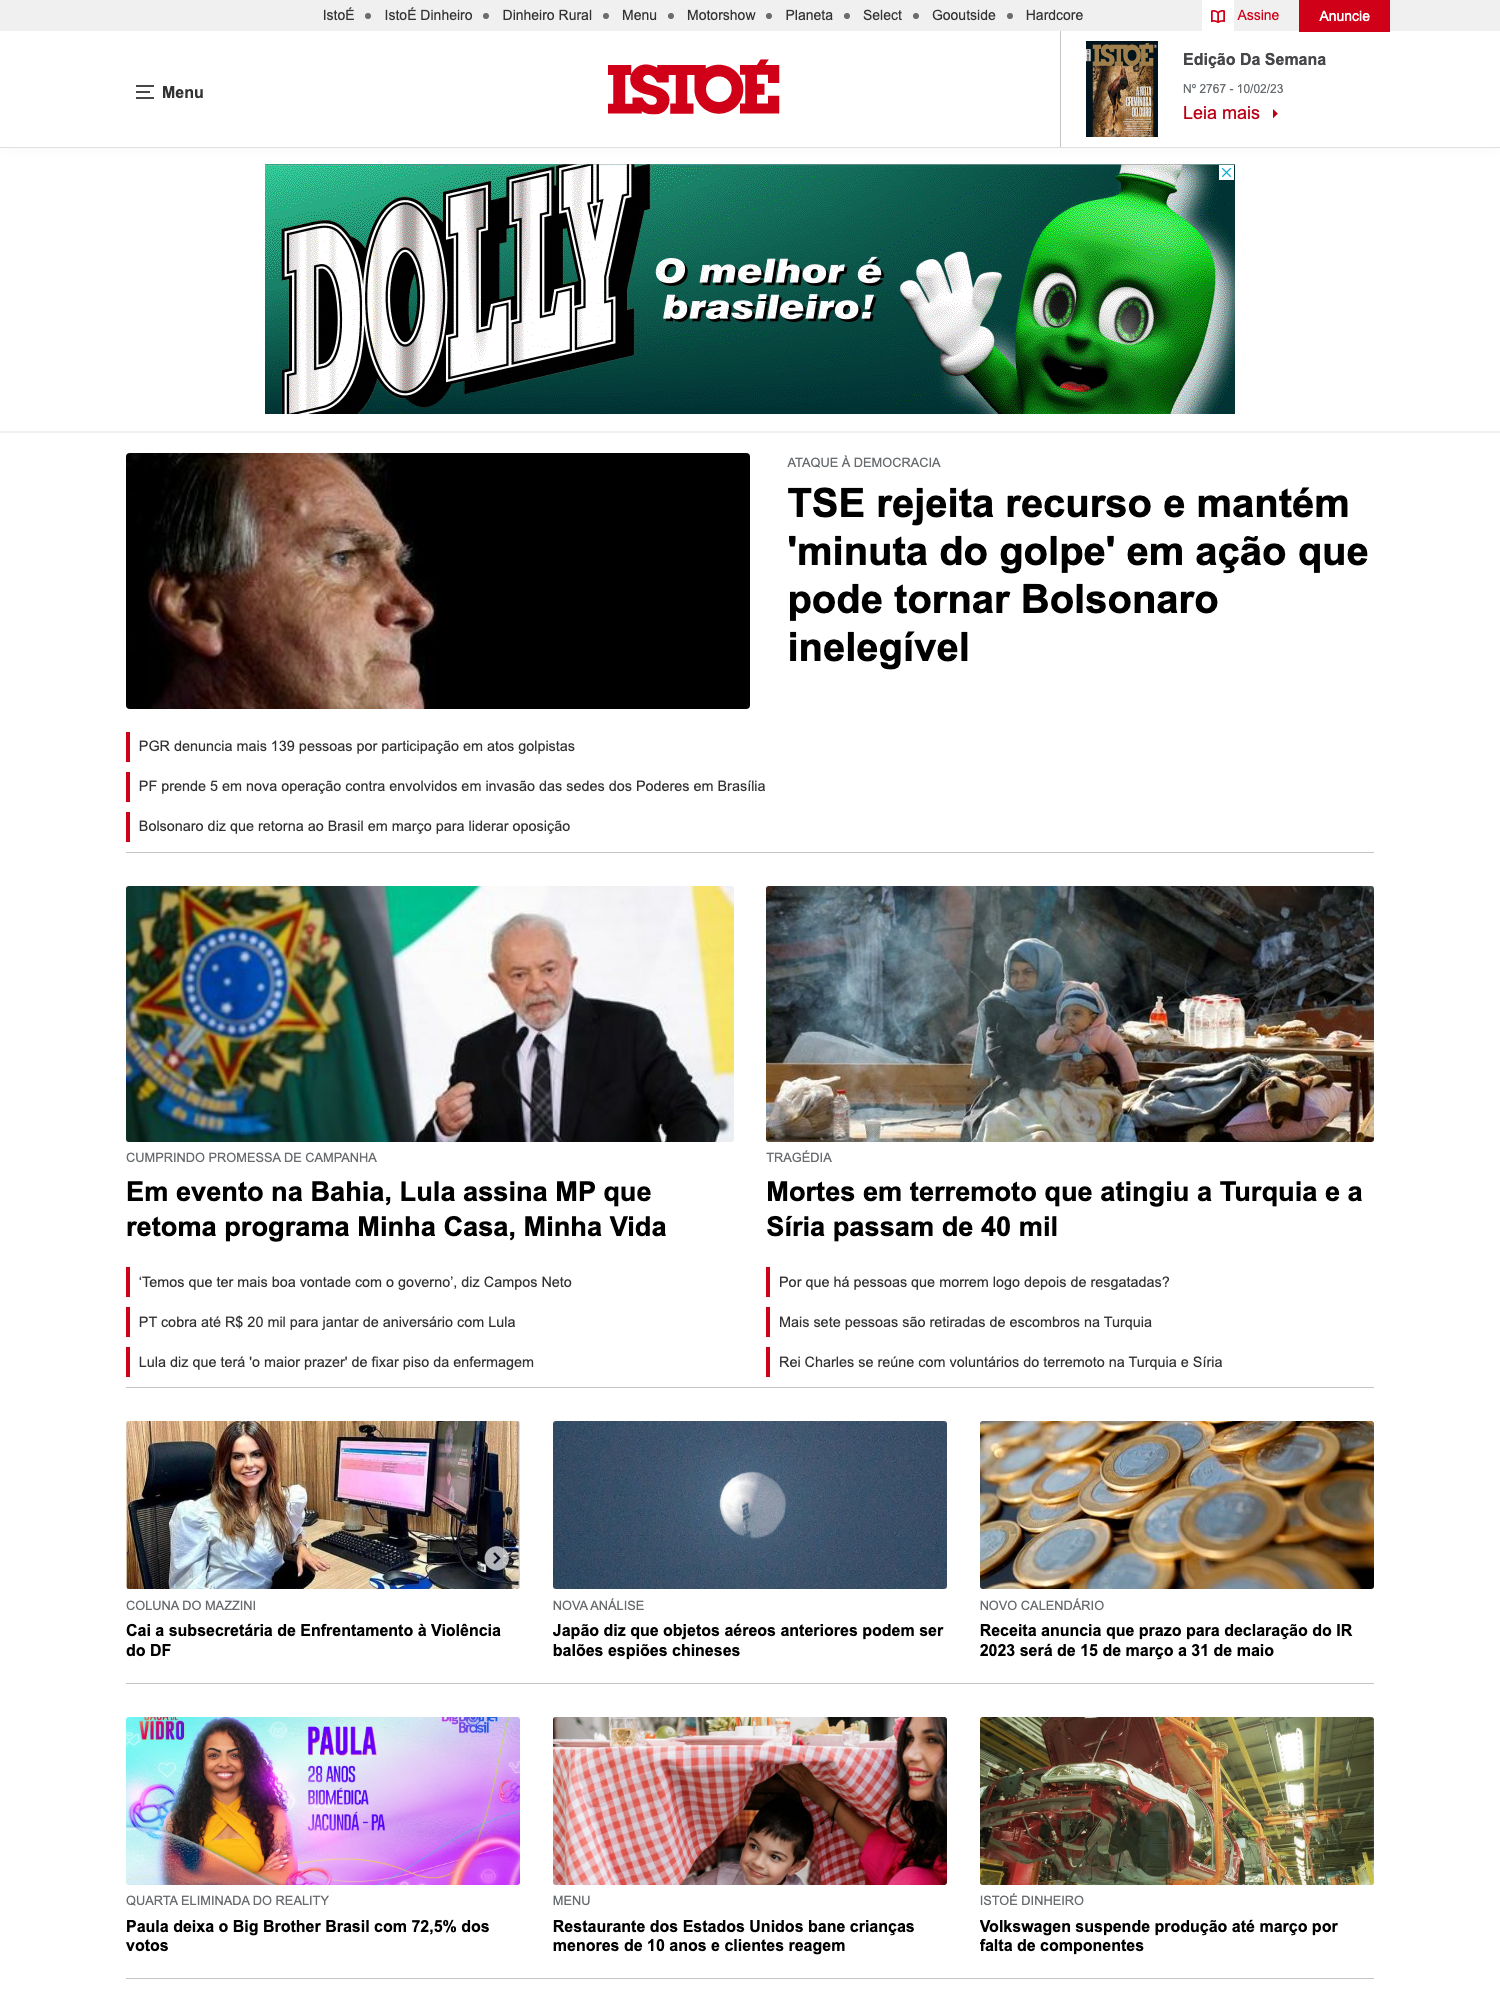 IstoÉ • IstoÉ Dinheiro • Dinheiro Rural • Menu • Motorshow • Planeta • Select • Gooutside • Hardcore
Assine
Anuncie
Menu
ISTOÉ
ISTOÉ
A ROTA
CRIMINOSA
DO OURO
Edição Da Semana
Nº 2767 - 10/02/23
Leia mais
DOLLY
O melhor é
brasileiro!
ATAQUE À DEMOCRACIA
TSE rejeita recurso e mantém
'minuta do golpe' em ação que
pode tornar Bolsonaro
inelegível
PGR denuncia mais 139 pessoas por participação em atos golpistas
PF prende 5 em nova operação contra envolvidos em invasão das sedes dos Poderes em Brasília
Bolsonaro diz que retorna ao Brasil em março para liderar oposição
CUMPRINDO PROMESSA DE CAMPANHA
Em evento na Bahia, Lula assina MP que
retoma programa Minha Casa, Minha Vida
‘Temos que ter mais boa vontade com o governo’, diz Campos Neto
PT cobra até R$ 20 mil para jantar de aniversário com Lula
Lula diz que terá 'o maior prazer' de fixar piso da enfermagem
TRAGÉDIA
Mortes em terremoto que atingiu a Turquia e a
Síria passam de 40 mil
Por que há pessoas que morrem logo depois de resgatadas?
Mais sete pessoas são retiradas de escombros na Turquia
Rei Charles se reúne com voluntários do terremoto na Turquia e Síria
COLUNA DO MAZZINI
Cai a subsecretária de Enfrentamento à Violência
do DF
NOVA ANÁLISE
Japão diz que objetos aéreos anteriores podem ser
balões espiões chineses
NOVO CALENDÁRIO
Receita anuncia que prazo para declaração do IR
2023 será de 15 de março a 31 de maio
VIDRO
Big Brother
Brasil
PAULA
28 ANOS
BIOMÉDICA
JACUNDÁ - PA
QUARTA ELIMINADA DO REALITY
Paula deixa o Big Brother Brasil com 72,5% dos
votos
MENU
Restaurante dos Estados Unidos bane crianças
menores de 10 anos e clientes reagem
ISTOÉ DINHEIRO
Volkswagen suspende produção até março por
falta de componentes